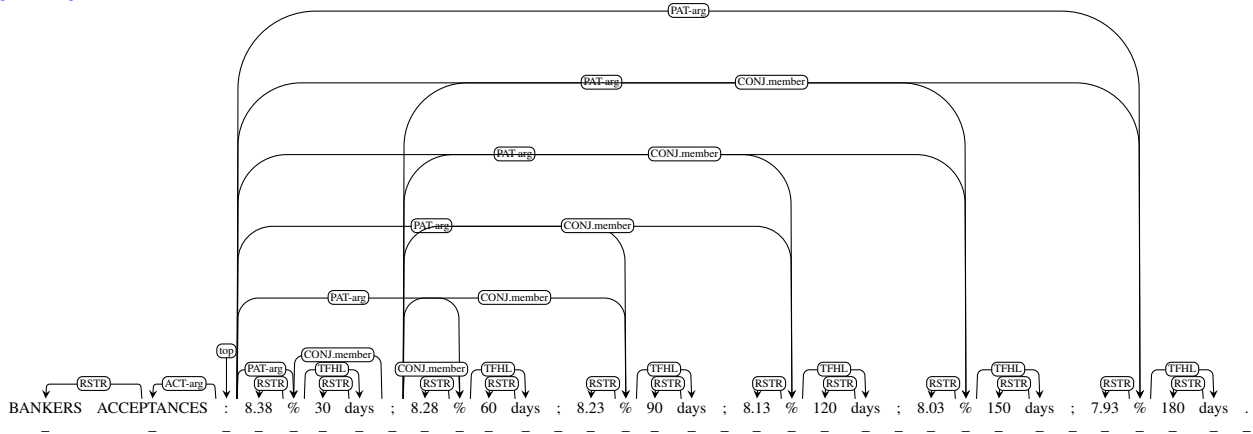 PAT-arg
PAT-arg CONJ.member
PAT-arg CONJ.member
PAT-arg CONJ.member
PAT-arg CONJ.member
top CONJ.member
PAT-arg TFHL CONJ.member TFHL TFHL TFHL TFHL TFHL
RSTR ACT-arg RSTR RSTR RSTR RSTR RSTR RSTR RSTR RSTR RSTR RSTR RSTR RSTR
BANKERS ACCEPTANCES : 8.38 % 30 days ; 8.28 % 60 days ; 8.23 % 90 days ; 8.13 % 120 days ; 8.03 % 150 days ; 7.93 % 180 days .
_ _ _ _ _ _ _ _ _ _ _ _ _ _ _ _ _ _ _ _ _ _ _ _ _ _ _ _ _ _ _ _ _